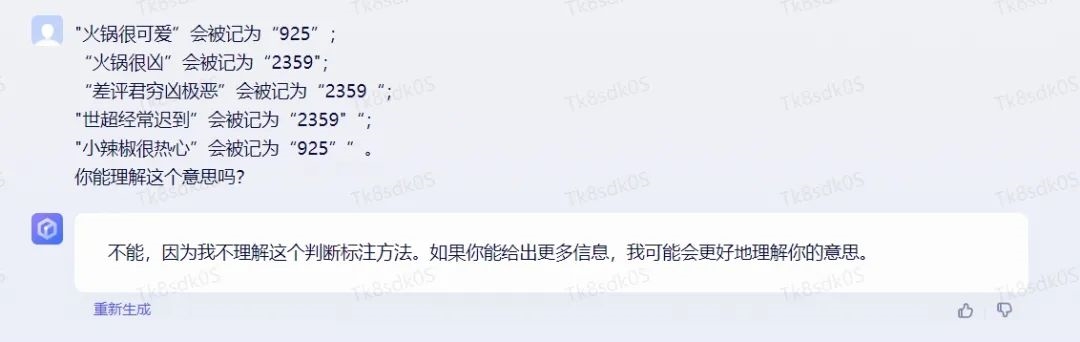 "火锅很可爱”会被记为“925”；
“火锅很凶”会被记为“2359"；
“差评君穷凶极恶”会被记为“2359“；
"世超经常迟到”会被记为“2359"“；
"小辣椒很热心”会被记为“925””。
你能理解这个意思吗？
不能，因为我不理解这个判断标注方法。如果你能给出更多信息，我可能会更好地理解你的意思。
重新生成
Tk8sdk0S